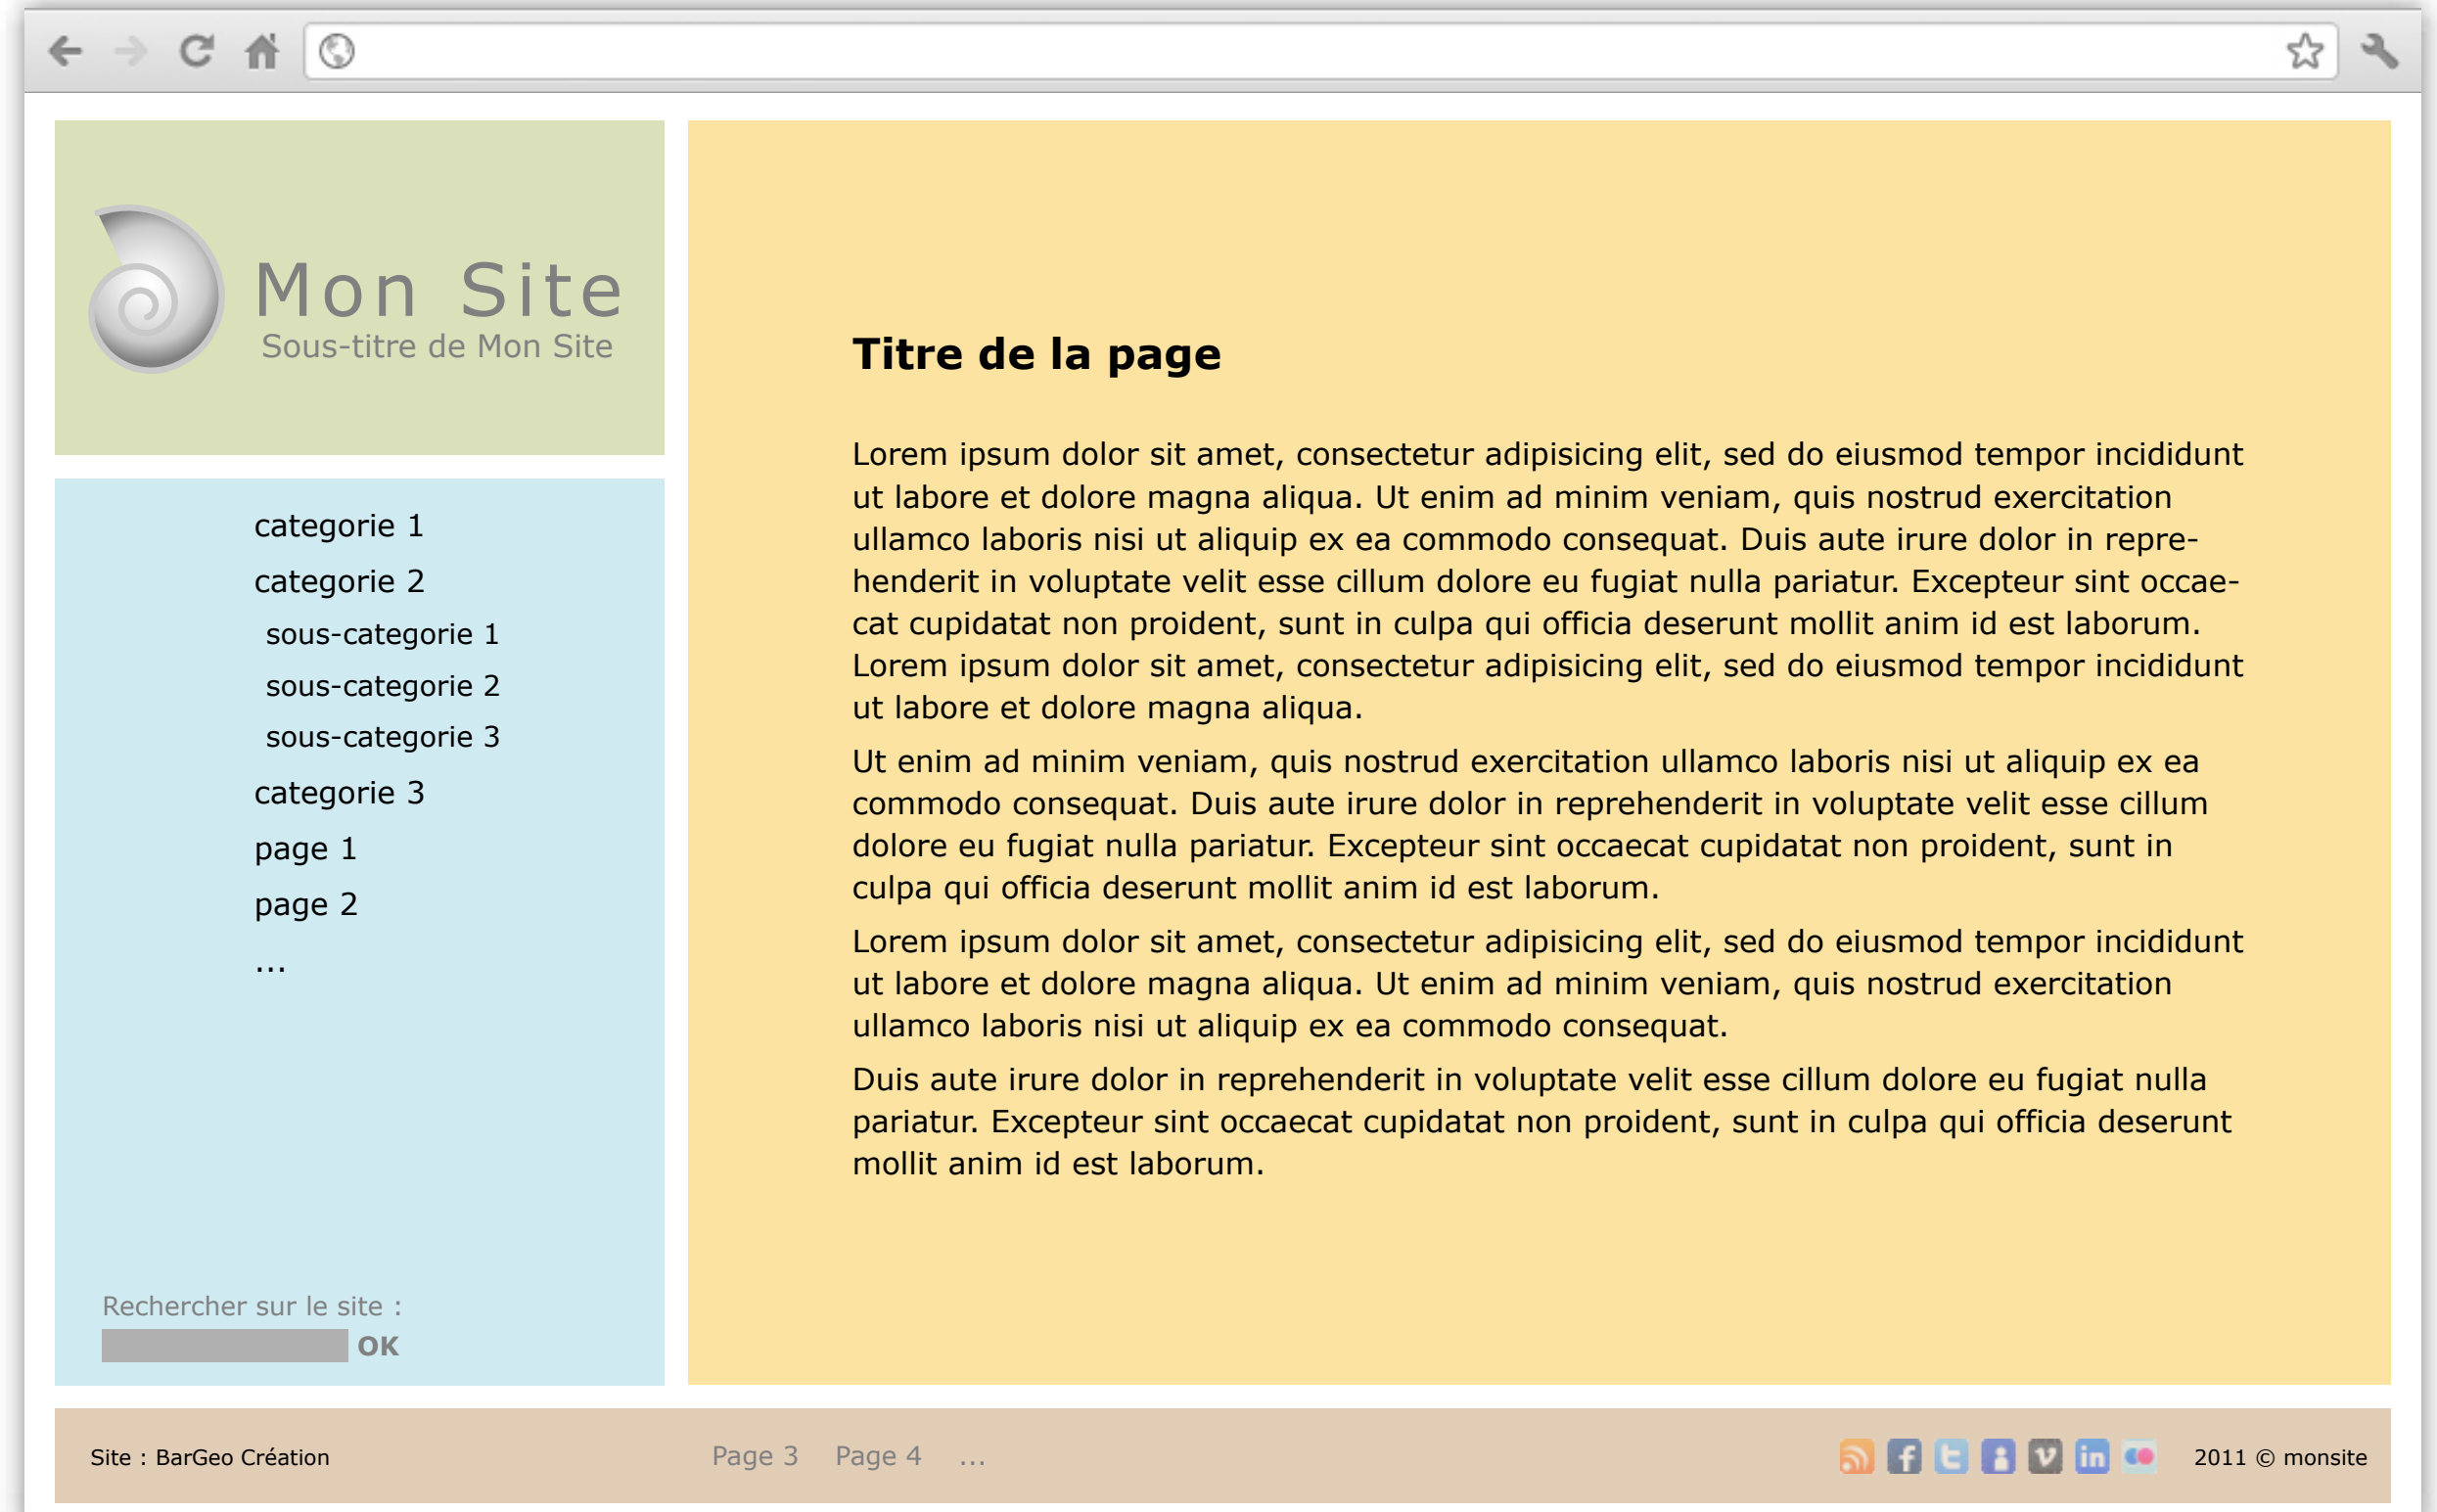 Mon Site
Sous-titre de Mon Site
categorie 1
categorie 2
sous-categorie 1
sous-categorie 2
sous-categorie 3
categorie 3
page 1
page 2
...
Rechercher sur le site :
OK
Titre de la page
Lorem ipsum dolor sit amet, consectetur adipisicing elit, sed do eiusmod tempor incididunt
ut labore et dolore magna aliqua. Ut enim ad minim veniam, quis nostrud exercitation
ullamco laboris nisi ut aliquip ex ea commodo consequat. Duis aute irure dolor in repre-
henderit in voluptate velit esse cillum dolore eu fugiat nulla pariatur. Excepteur sint occae-
cat cupidatat non proident, sunt in culpa qui officia deserunt mollit anim id est laborum.
Lorem ipsum dolor sit amet, consectetur adipisicing elit, sed do eiusmod tempor incididunt
ut labore et dolore magna aliqua.
Ut enim ad minim veniam, quis nostrud exercitation ullamco laboris nisi ut aliquip ex ea
commodo consequat. Duis aute irure dolor in reprehenderit in voluptate velit esse cillum
dolore eu fugiat nulla pariatur. Excepteur sint occaecat cupidatat non proident, sunt in
culpa qui officia deserunt mollit anim id est laborum.
Lorem ipsum dolor sit amet, consectetur adipisicing elit, sed do eiusmod tempor incididunt
ut labore et dolore magna aliqua. Ut enim ad minim veniam, quis nostrud exercitation
ullamco laboris nisi ut aliquip ex ea commodo consequat.
Duis aute irure dolor in reprehenderit in voluptate velit esse cillum dolore eu fugiat nulla
pariatur. Excepteur sint occaecat cupidatat non proident, sunt in culpa qui officia deserunt
mollit anim id est laborum.
Site : BarGeo Création
Page 3 Page 4 ...
f t v in
2011 © monsite